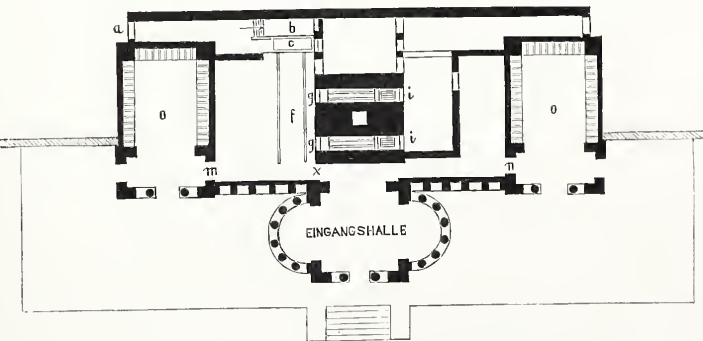 a b
c
o f g i o
g i
m x n
EINGANGSHALLE